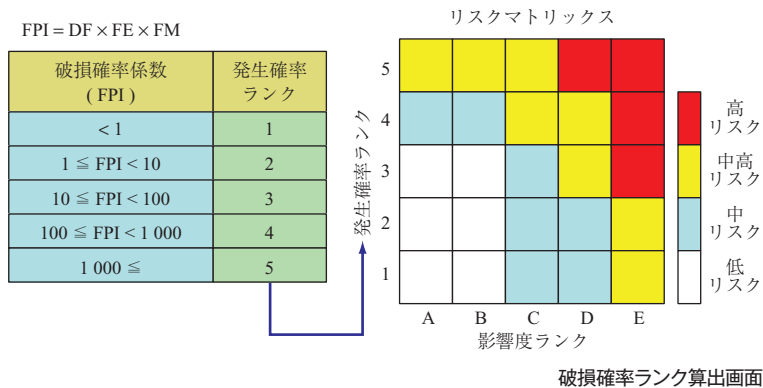 FPI = DF × FE × FM
破損確率係数
( FPI )
発生確率
ランク
< 1
1
1 ≦ FPI < 10
2
10 ≦ FPI < 100
3
100 ≦ FPI < 1 000
4
1 000 ≦
5
リスクマトリックス
発生確率ランク
5
4
3
2
1
A
B
C
D
E
影響度ランク
高
リスク
中高
リスク
中
リスク
低
リスク
破損確率ランク算出画面